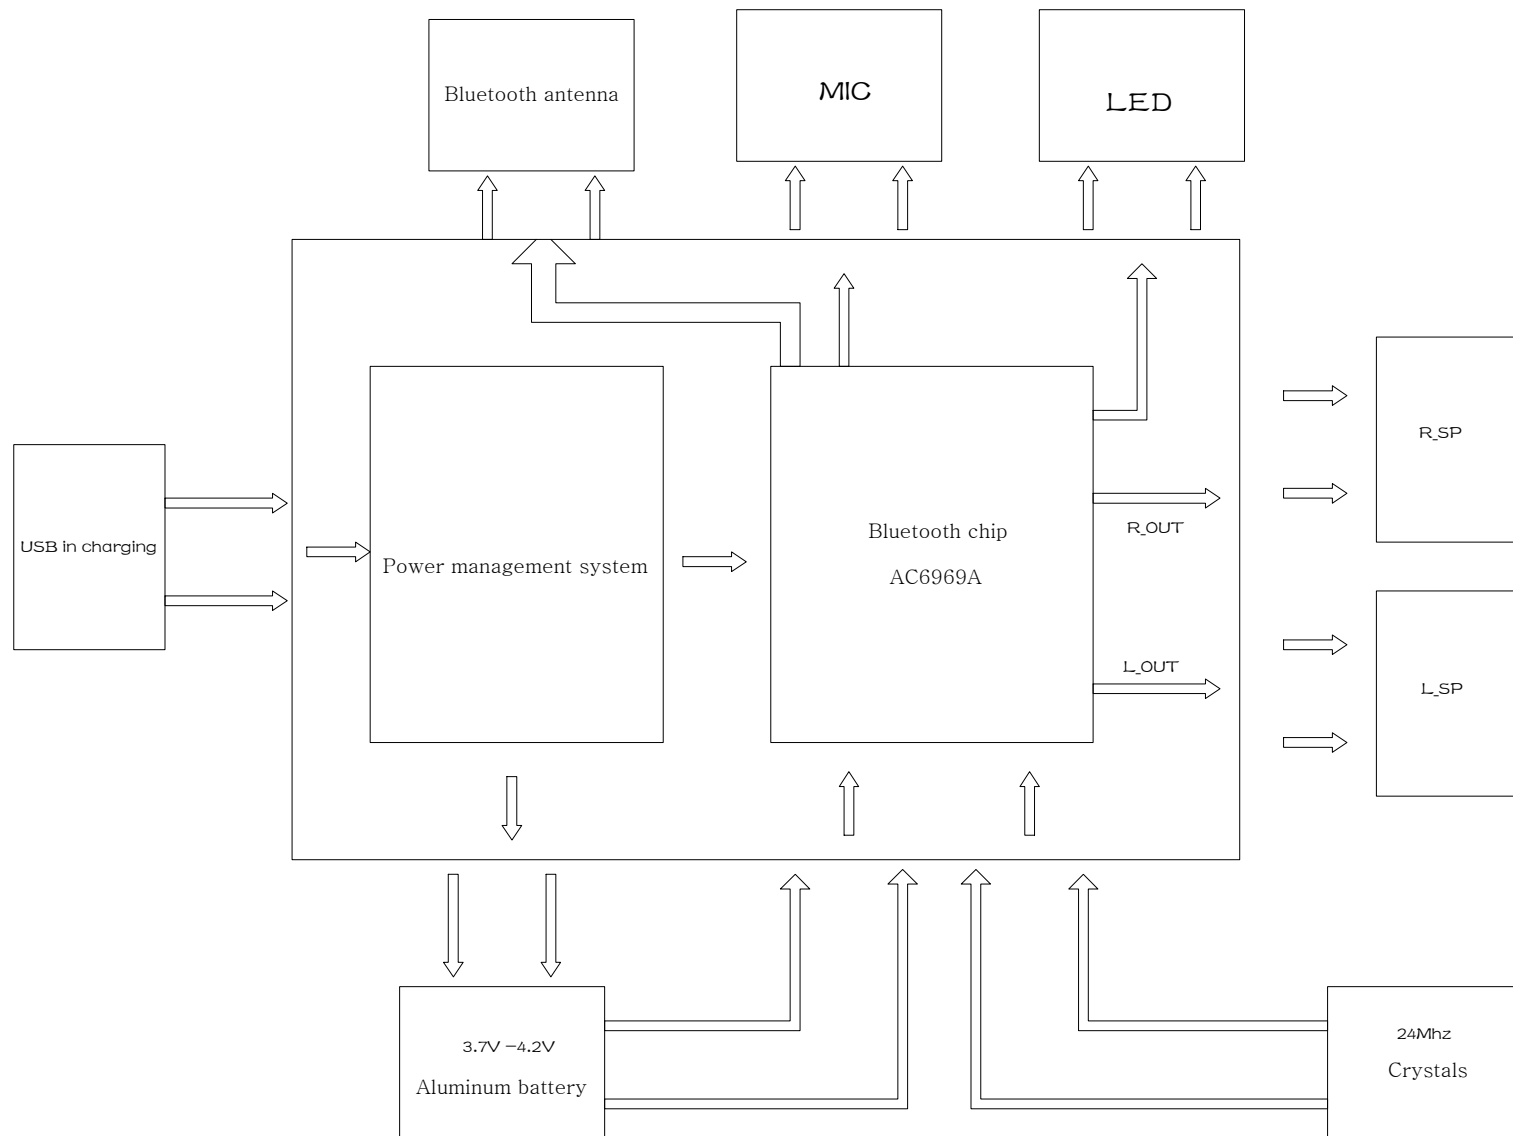 Bluetooth antenna
MIC
LED
USB in charging
Power management system
Bluetooth chip
AC6969A
R_OUT
L_OUT
R_SP
L_SP
3.7V -4.2V
Aluminum battery
24Mhz
Crystals